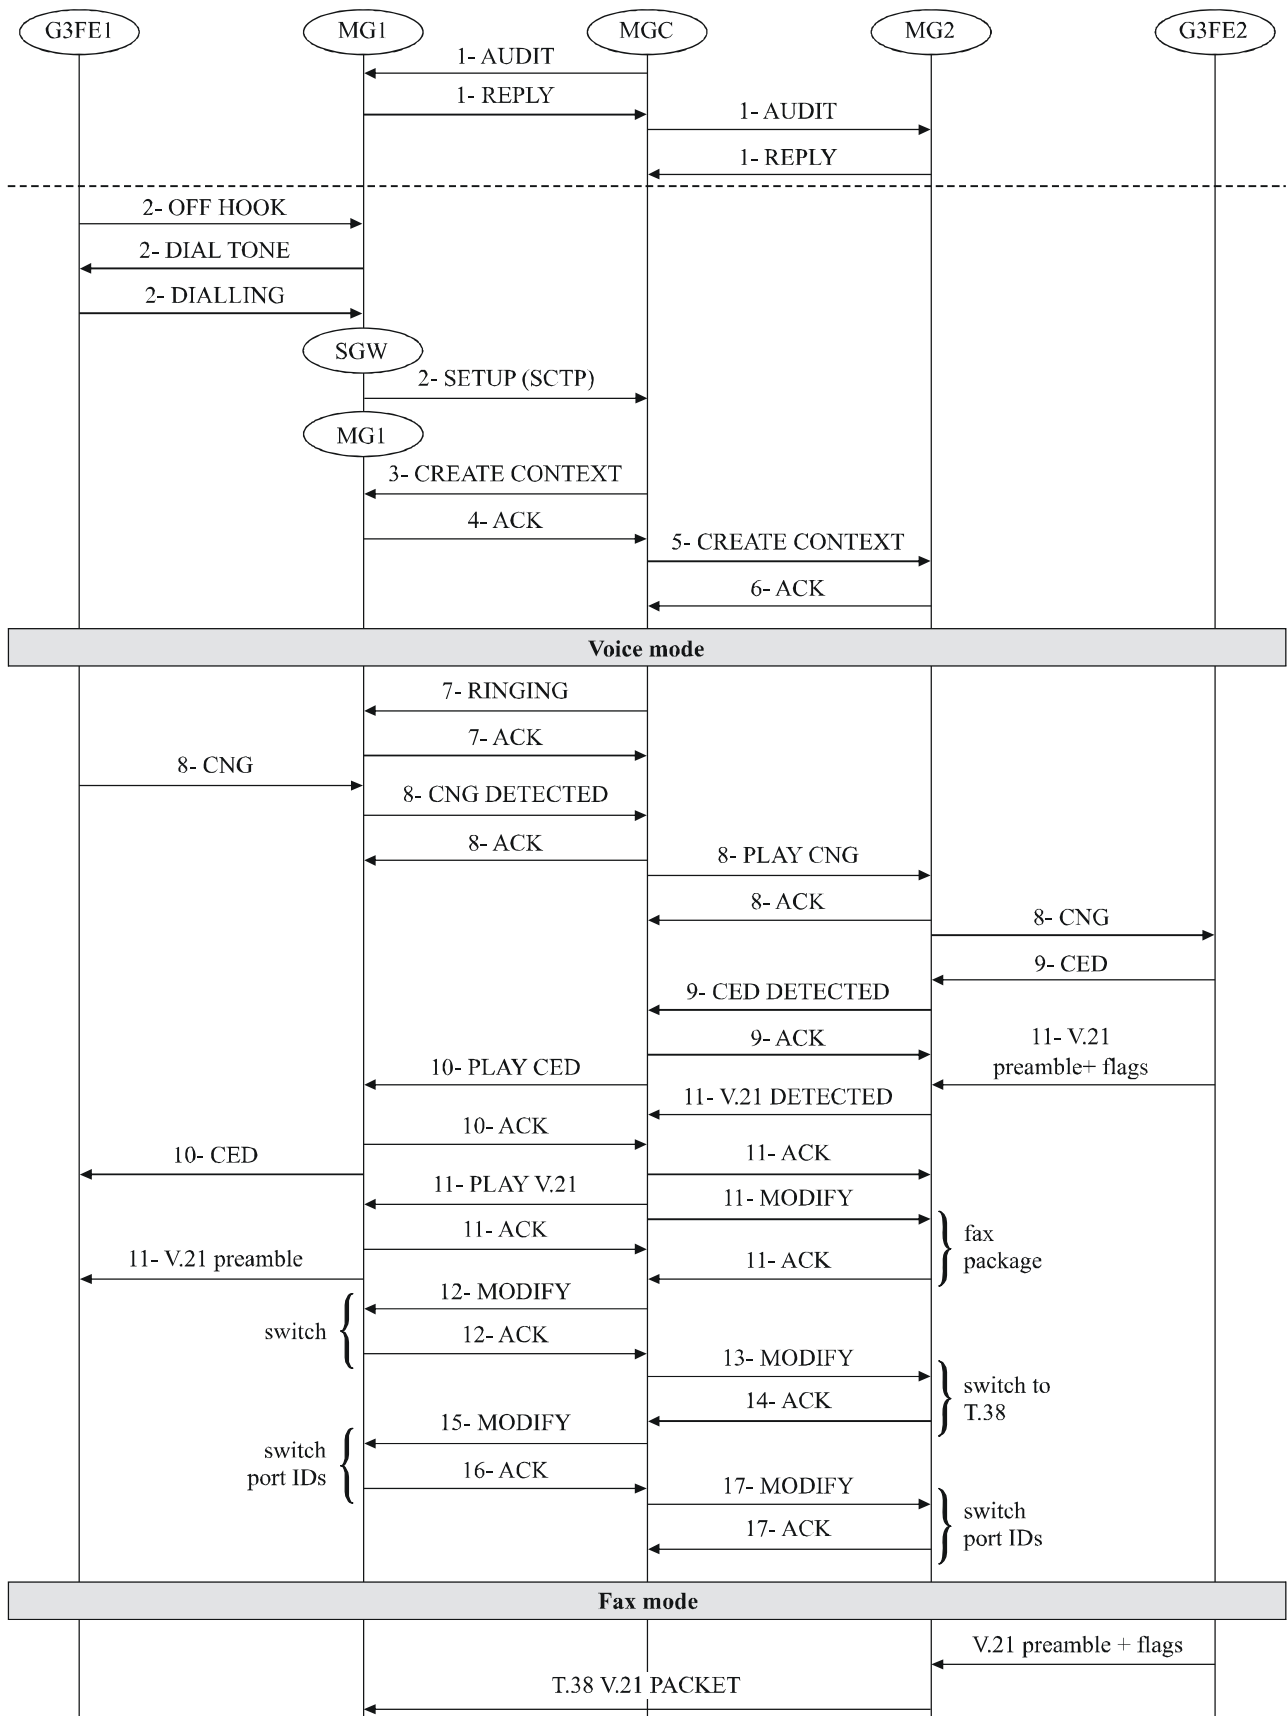 G3FE1 MG1 MGC MG2 G3FE2
1- AUDIT
1- REPLY
1- AUDIT
1- REPLY
2- OFF HOOK
2- DIAL TONE
2- DIALLING
SGW
2- SETUP (SCTP)
MG1
3- CREATE CONTEXT
4- ACK
5- CREATE CONTEXT
6- ACK
Voice mode
7- RINGING
7- ACK
8- CNG
8- CNG DETECTED
8- ACK
8- PLAY CNG
8- ACK
8- CNG
9- CED
9- CED DETECTED
9- ACK
11- V.21
preamble+ flags
10- PLAY CED
11- V.21 DETECTED
10- ACK
10- CED
11- ACK
11- PLAY V.21
11- MODIFY
11- ACK
fax
package
11- V.21 preamble
11- ACK
12- MODIFY
switch
12- ACK
13- MODIFY
switch to
T.38
14- ACK
15- MODIFY
switch
port IDs
16- ACK
17- MODIFY
switch
port IDs
17- ACK
Fax mode
V.21 preamble + flags
T.38 V.21 PACKET